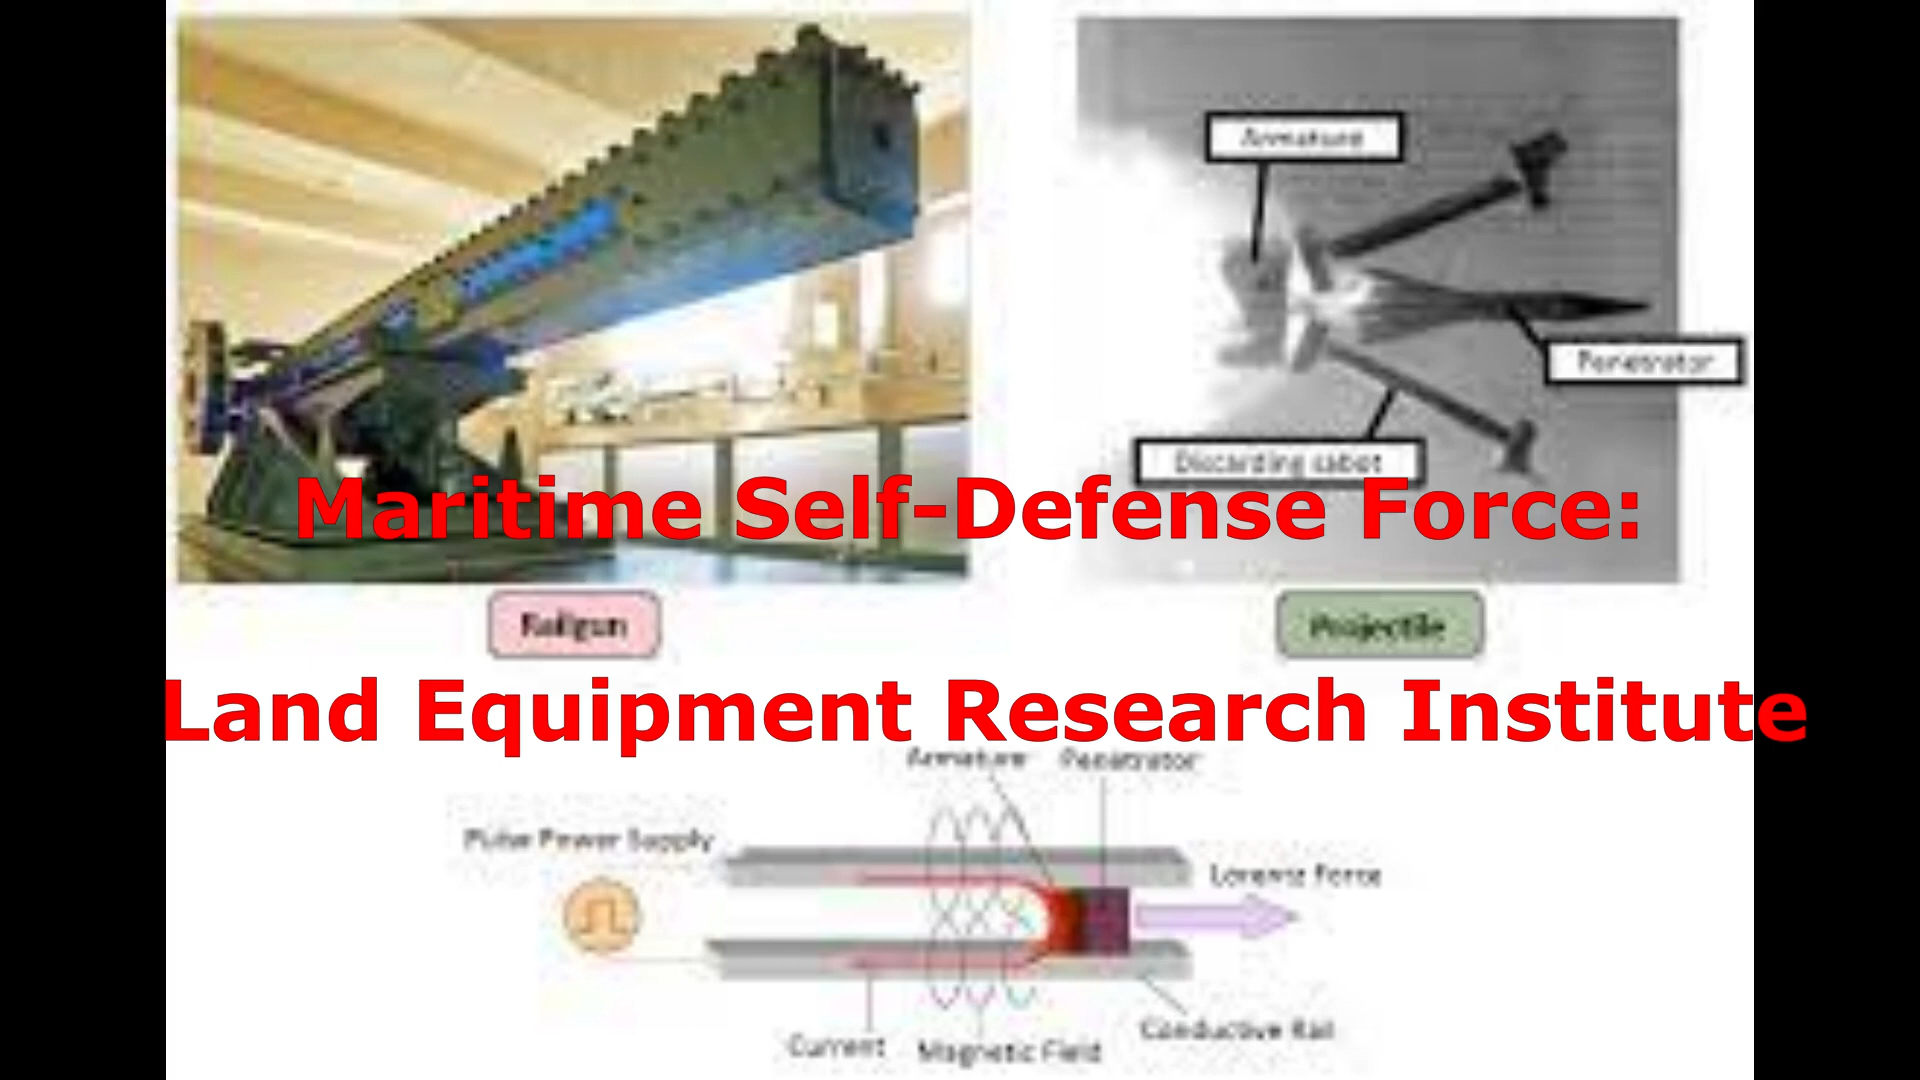 Armature
Penetrator
Discarding sabot
Maritime Self-Defense Force:
Railgun
Projectile
Land Equipment Research Institute
Armature
Penetrator
Pulse Power Supply
Lorentz Force
Conductive Rail
Current
Magnetic Field